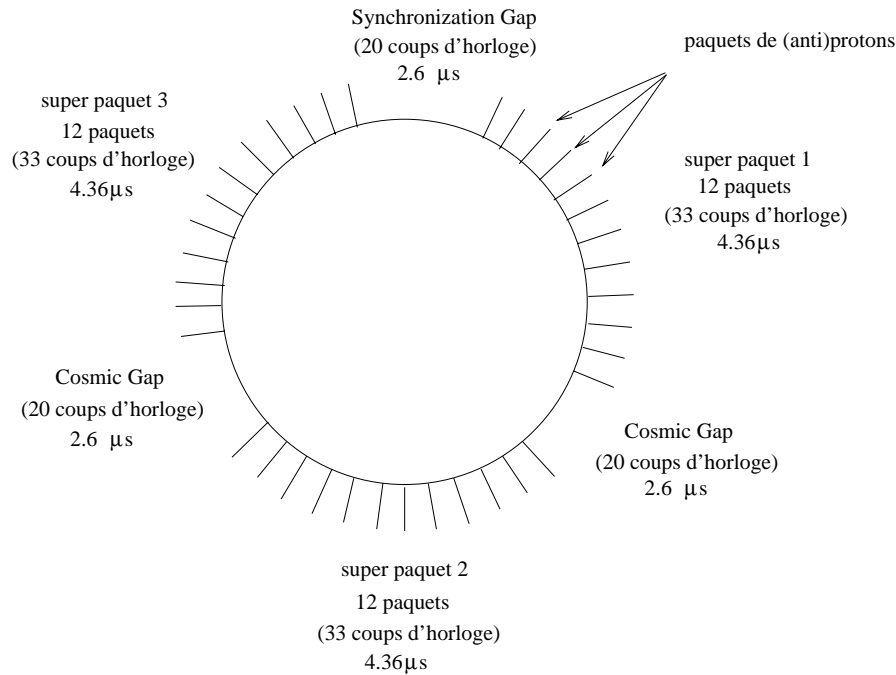 Synchronization Gap
(20 coups d'horloge)
2.6 μs
paquets de (anti)protons
super paquet 3
12 paquets
(33 coups d'horloge)
4.36μs
super paquet 1
12 paquets
(33 coups d'horloge)
4.36μs
Cosmic Gap
(20 coups d'horloge)
2.6 μs
Cosmic Gap
(20 coups d'horloge)
2.6 μs
super paquet 2
12 paquets
(33 coups d'horloge)
4.36μs